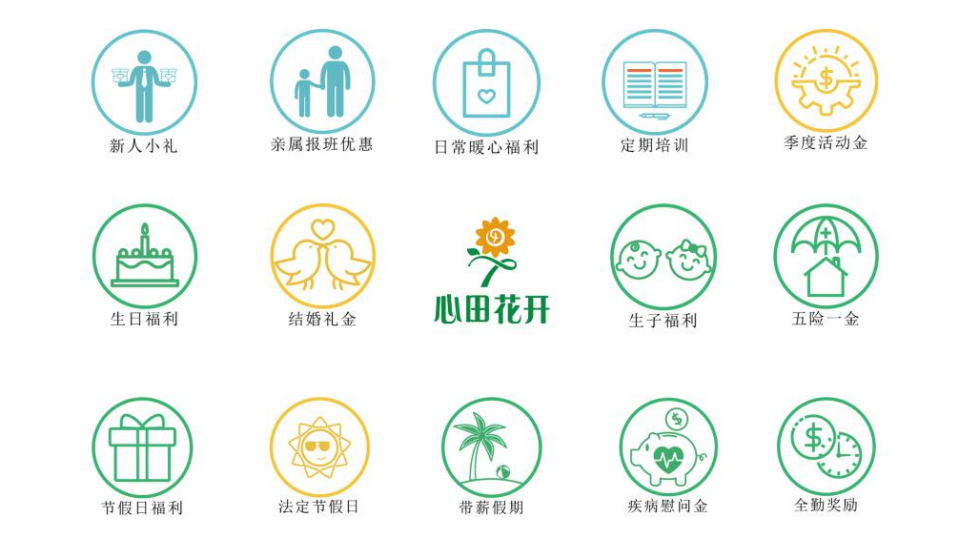 新人小礼
亲属报班优惠
日常暖心福利
定期培训
季度活动金
生日福利
结婚礼金
心田花开
生子福利
五险一金
节假日福利
法定节假日
带薪假期
疾病慰问金
全勤奖励